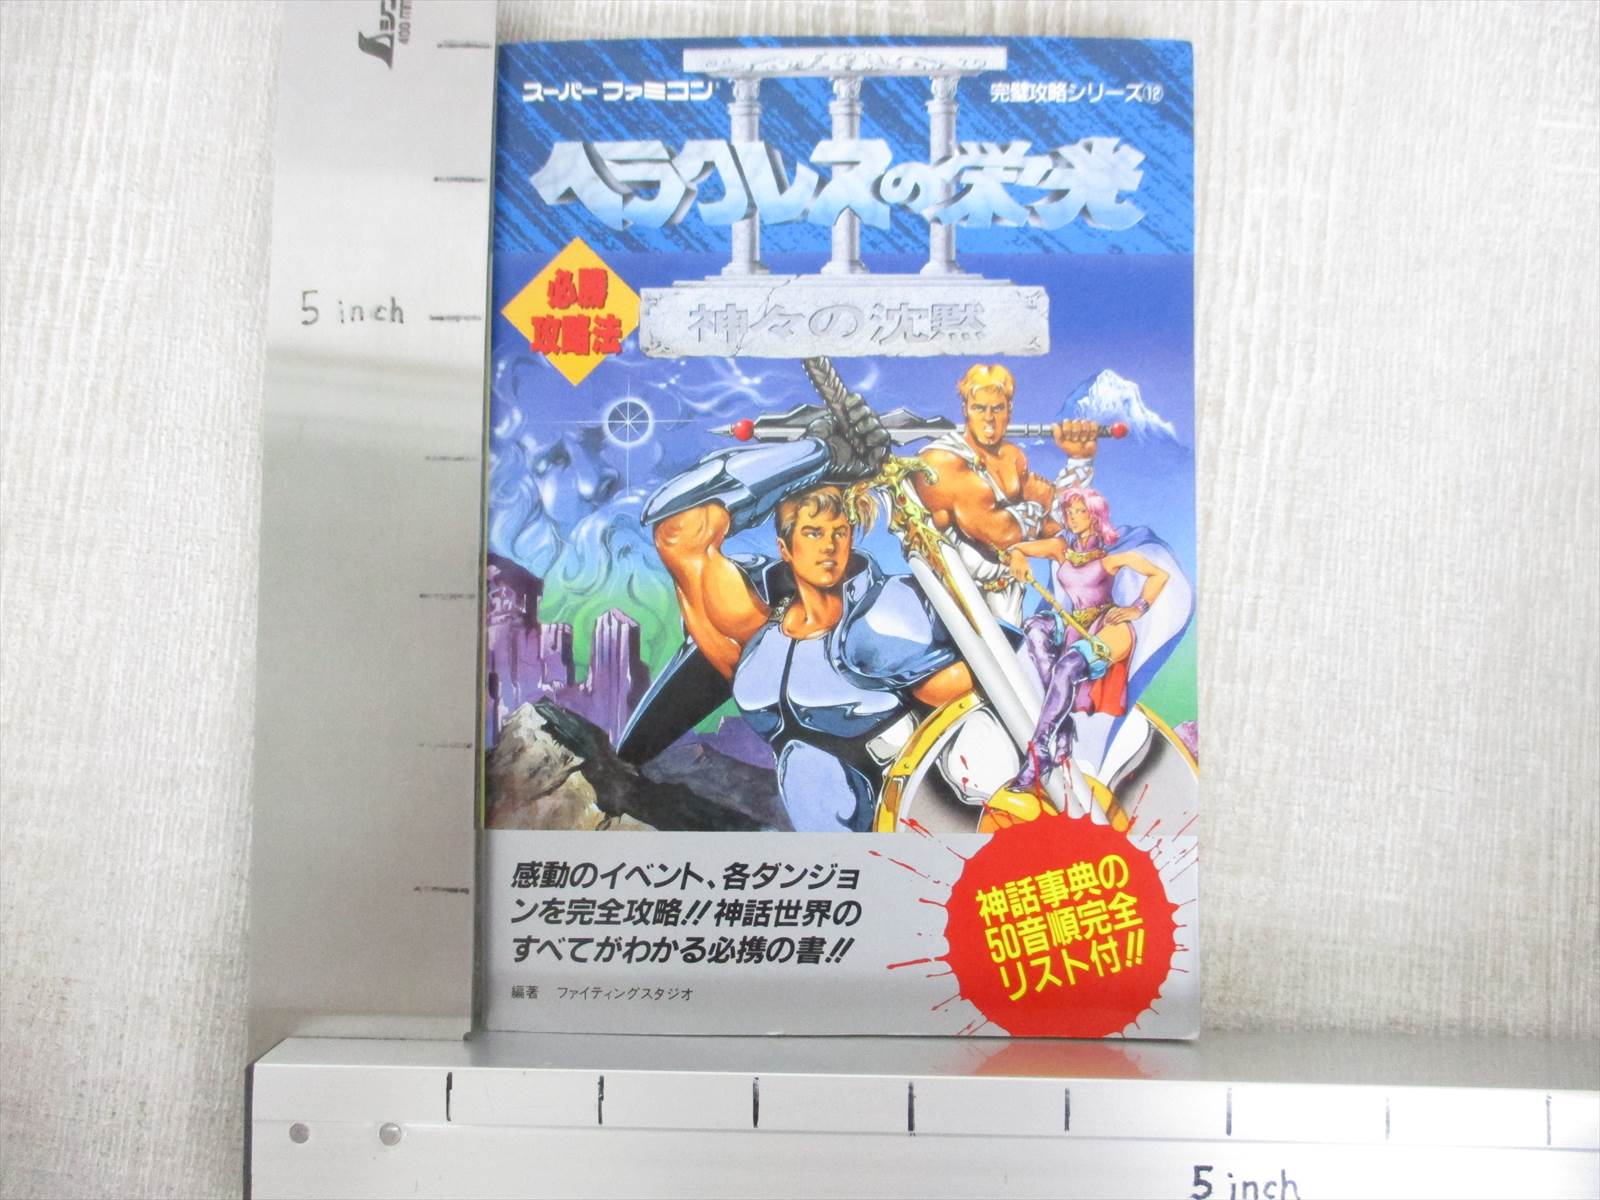 シン
400mm
スーパーファミコン
完璧攻略シリーズ⑫
III
ヘラクレスの栄光
必勝
攻略法
神々の沈黙
5 inch
感動のイベント、各ダンジョ
ンを完全攻略!!神話世界の
すべてがわかる必携の書!!
編著 ファイティングスタジオ
神話事典の
50音順完全
リスト付!!
5 inch